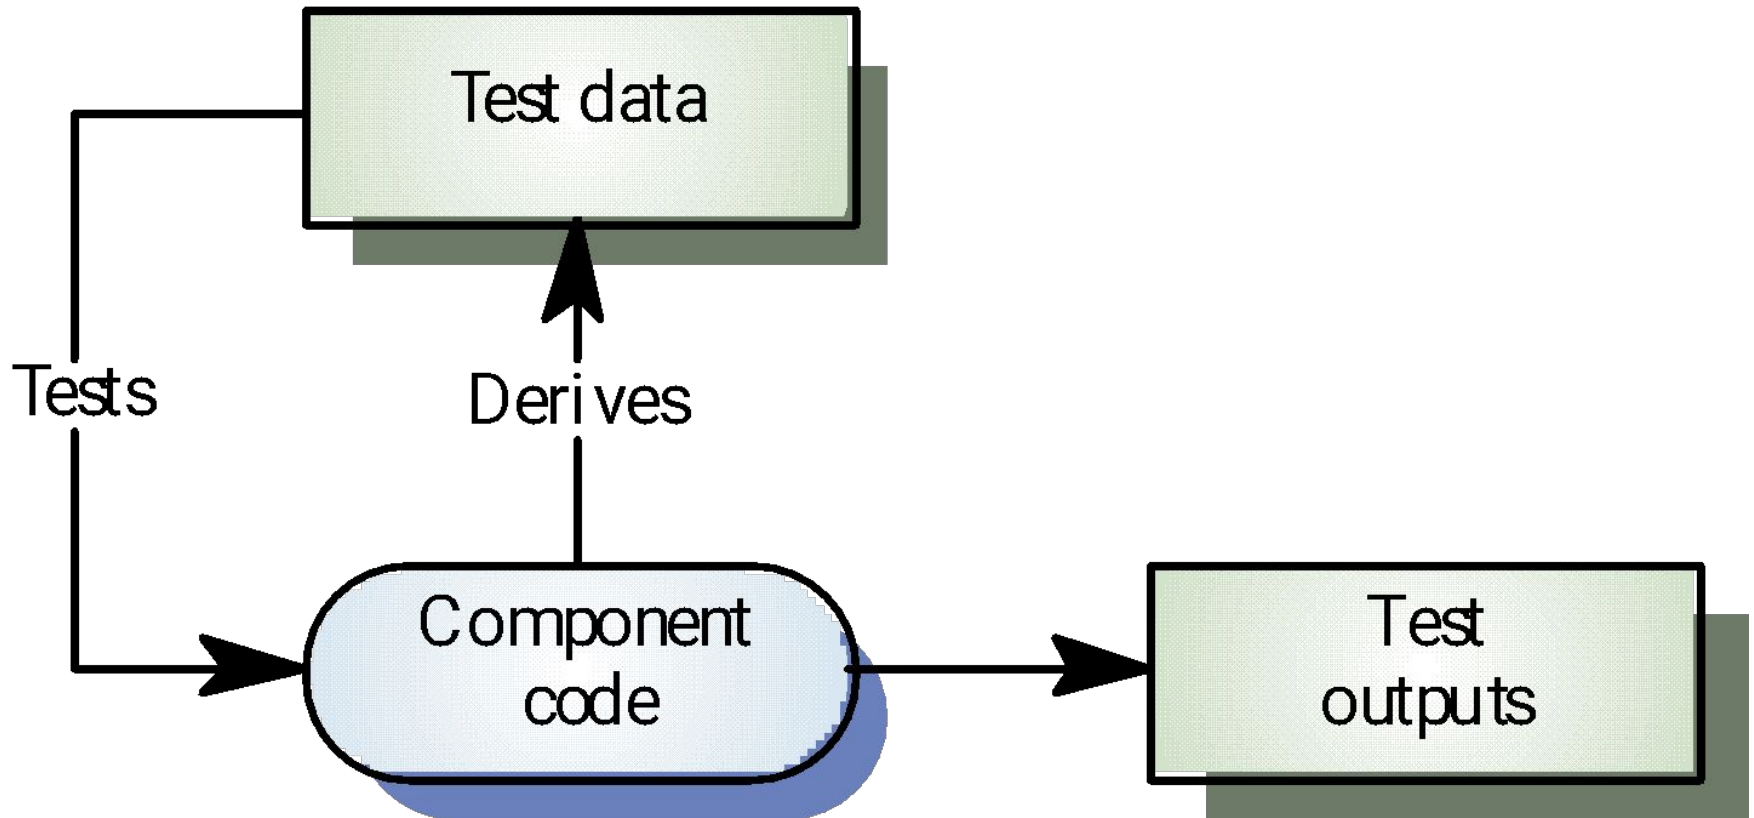 Test data
Tests
Derives
Component
code
Test
outputs